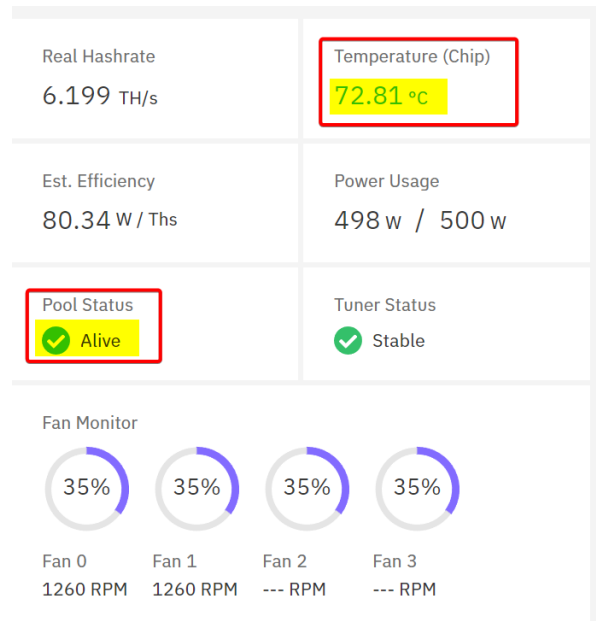 Real Hashrate
6.199 TH/s
Temperature (Chip)
72.81 °C
Est. Efficiency
80.34 W / Ths
Power Usage
498 W / 500 W
Pool Status
Alive
Tuner Status
Stable
Fan Monitor
35% 35% 35% 35%
Fan 0 Fan 1 Fan 2 Fan 3
1260 RPM 1260 RPM --- RPM --- RPM